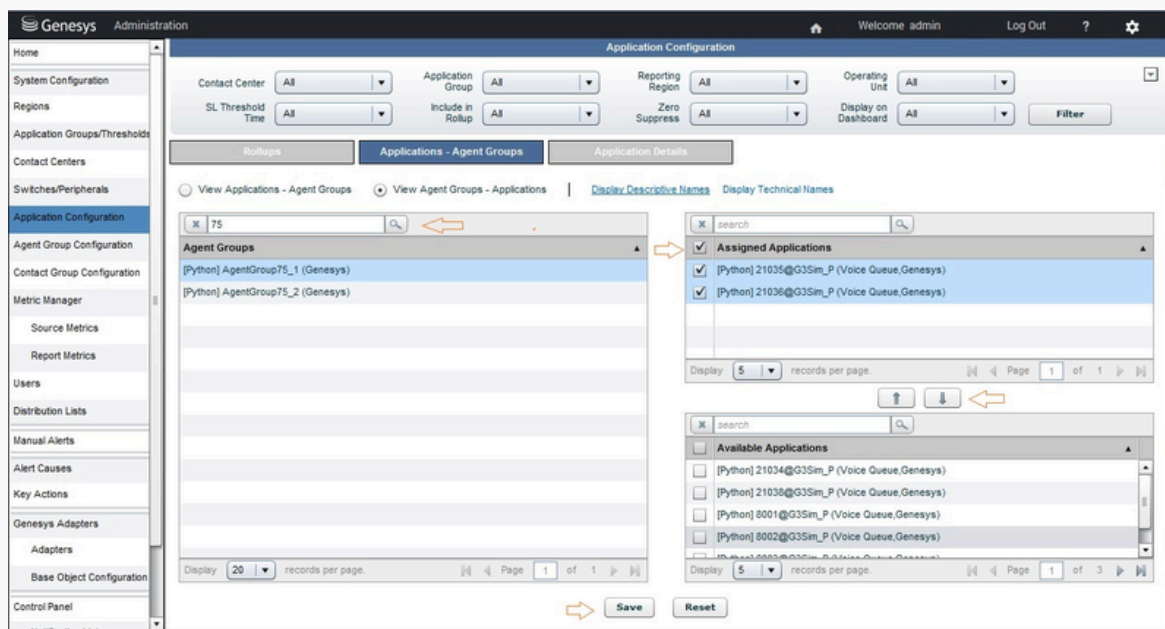 Genesys Administration Welcome admin Log Out ?
Home
System Configuration
Regions
Application Groups/Thresholds
Contact Centers
Switches/Peripherals
Application Configuration
Agent Group Configuration
Contact Group Configuration
Metric Manager
Source Metrics
Report Metrics
Users
Distribution Lists
Manual Alerts
Alert Causes
Key Actions
Genesys Adapters
Adapters
Base Object Configuration
Control Panel
Application Configuration
Contact Center All Application Group All Reporting Region All Operating Unit All
SL Threshold Time All Include in Rollup All Zero Suppress All Display on Dashboard All Filter
Rollups Applications - Agent Groups Application Details
View Applications - Agent Groups View Agent Groups - Applications | Display Descriptive Names Display Technical Names
75
Agent Groups
[Python] AgentGroup75_1 (Genesys)
[Python] AgentGroup75_2 (Genesys)
Display 20 records per page. Page 1 of 1
search
Assigned Applications
[Python] 21035@G3Sim_P (Voice Queue,Genesys)
[Python] 21036@G3Sim_P (Voice Queue,Genesys)
Display 5 records per page. Page 1 of 1
search
Available Applications
[Python] 21034@G3Sim_P (Voice Queue,Genesys)
[Python] 21038@G3Sim_P (Voice Queue,Genesys)
[Python] 8001@G3Sim_P (Voice Queue,Genesys)
[Python] 8002@G3Sim_P (Voice Queue,Genesys)
Display 5 records per page. Page 1 of 3
Save Reset